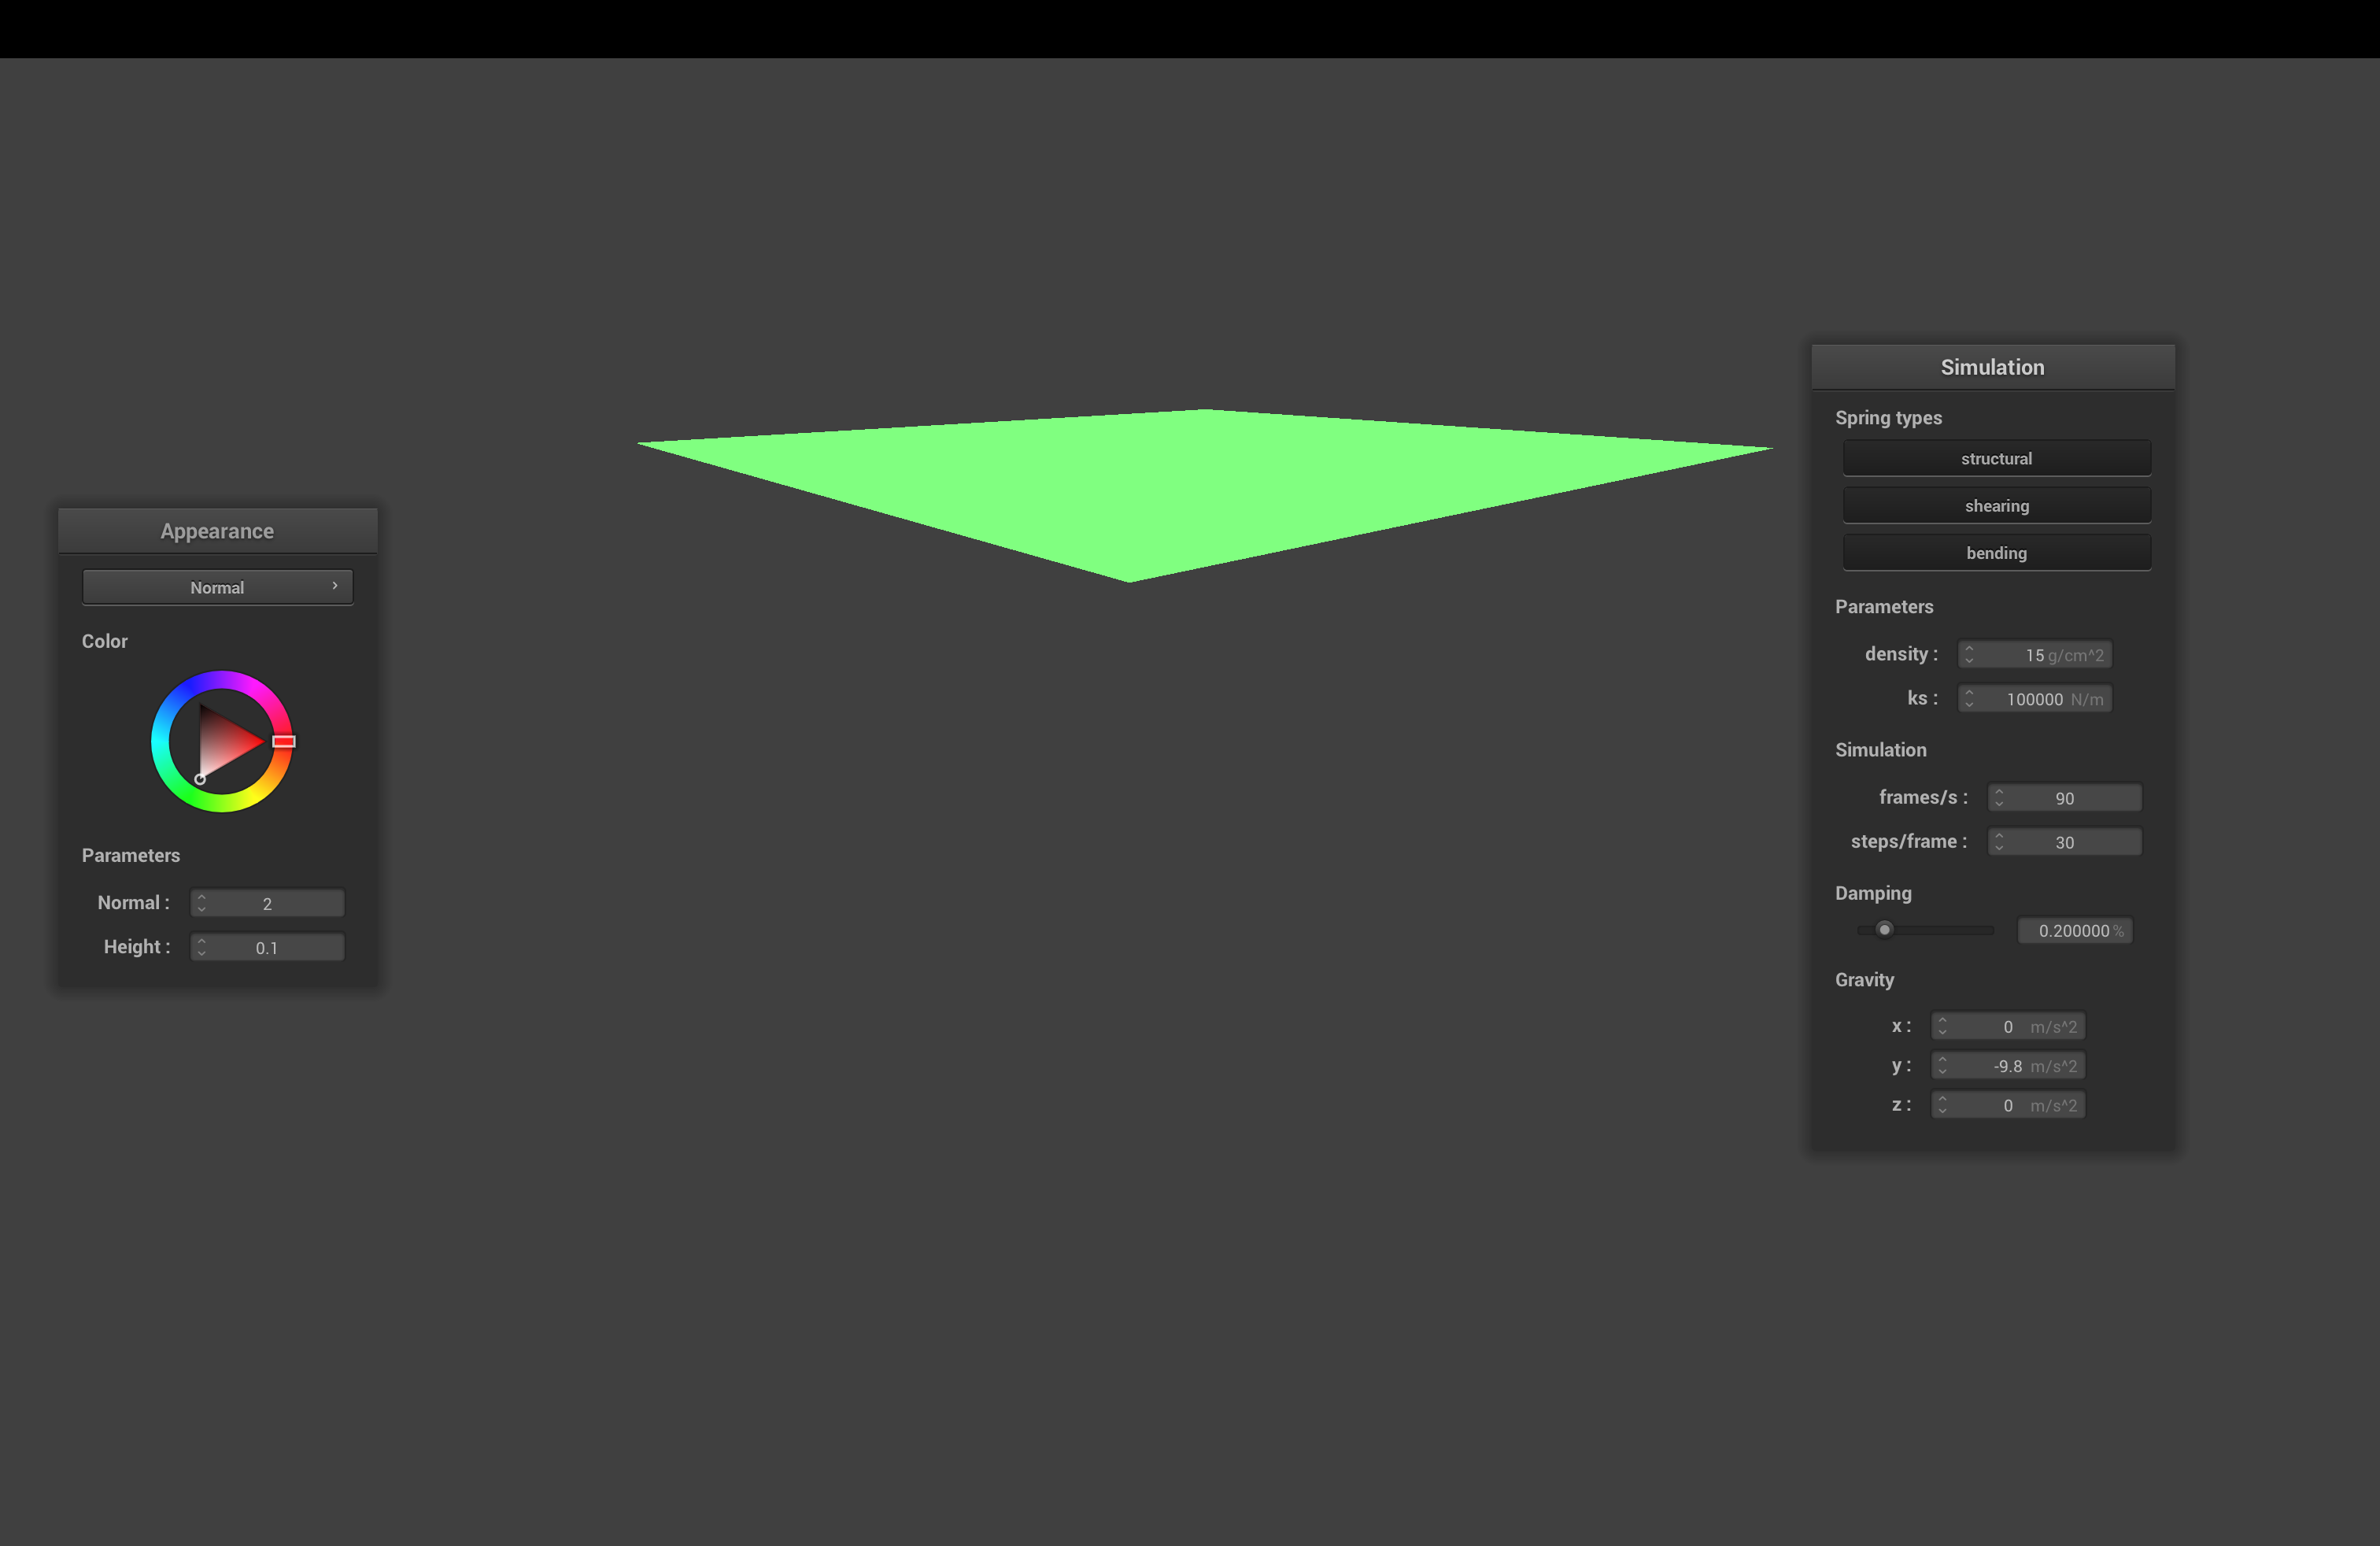 Appearance
Normal
Color
Parameters
Normal : 2
Height : 0.1
Simulation
Spring types
structural
shearing
bending
Parameters
density : 15 g/cm^2
ks : 100000 N/m
Simulation
frames/s : 90
steps/frame : 30
Damping
0.200000 %
Gravity
x : 0 m/s^2
y : -9.8 m/s^2
z : 0 m/s^2